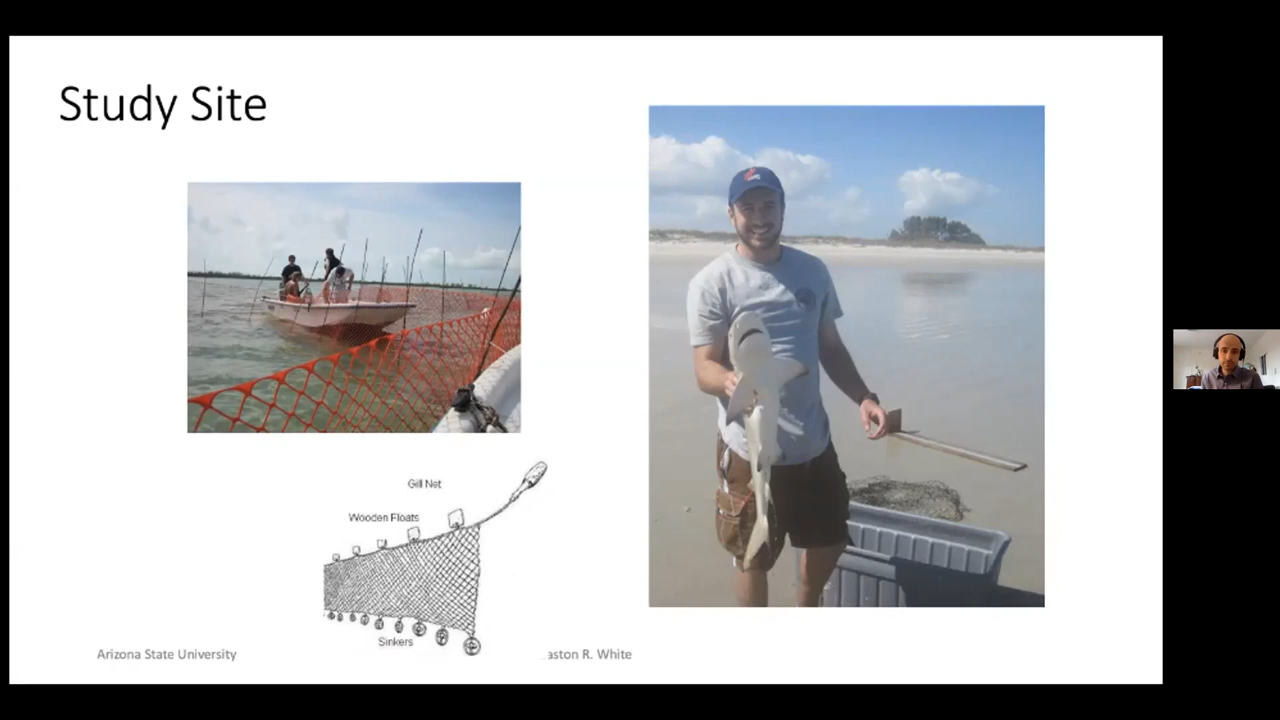 Study Site
Gill Net
Wooden Floats
Sinkers
Arizona State University
aston R. White